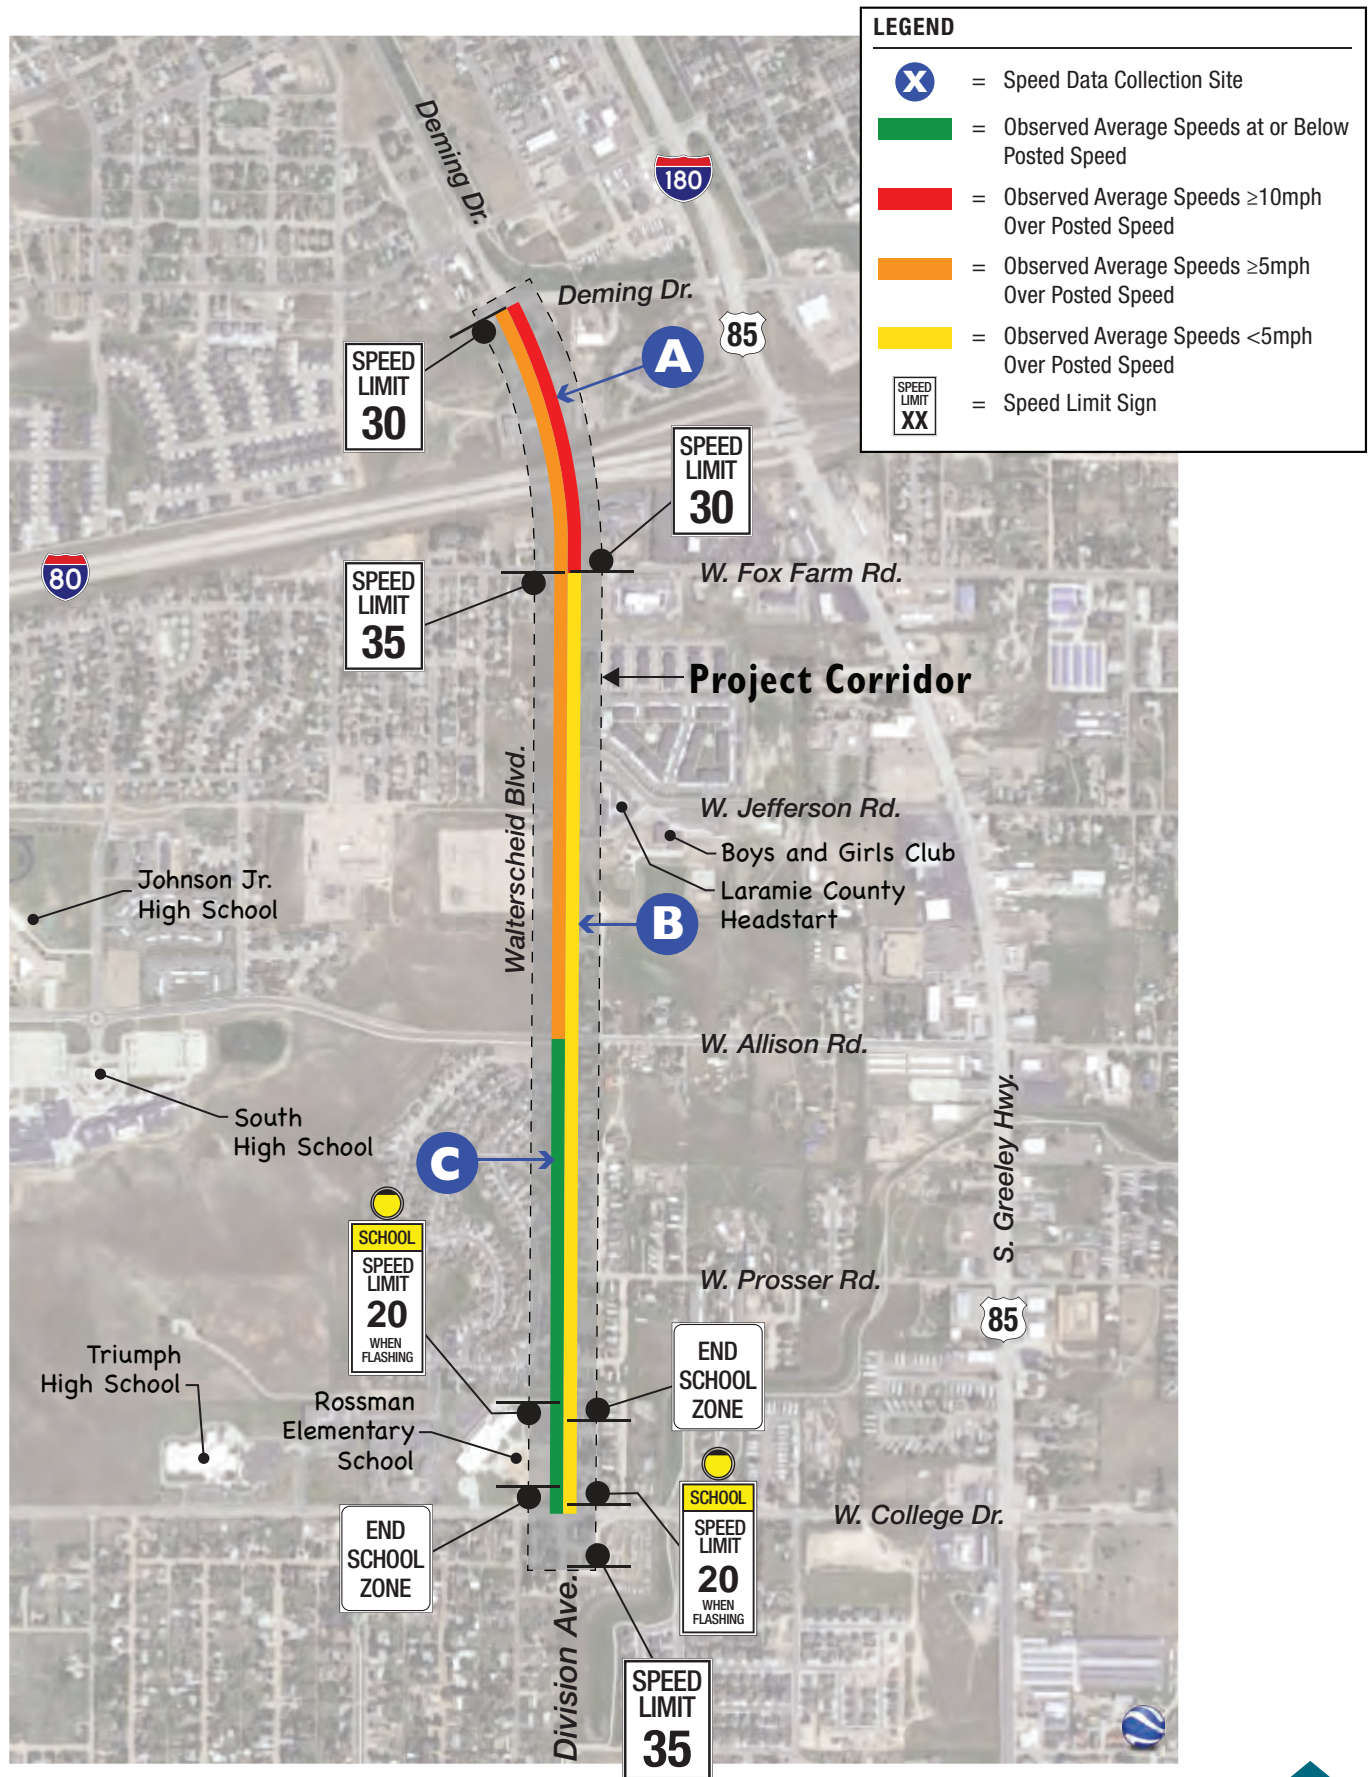 LEGEND
X = Speed Data Collection Site
= Observed Average Speeds at or Below
Posted Speed
= Observed Average Speeds ≥10mph
Over Posted Speed
= Observed Average Speeds ≥5mph
Over Posted Speed
= Observed Average Speeds <5mph
Over Posted Speed
SPEED
LIMIT
XX
= Speed Limit Sign
Deming Dr.
180
Deming Dr.
85
A
SPEED
LIMIT
30
SPEED
LIMIT
30
80
W. Fox Farm Rd.
SPEED
LIMIT
35
Project Corridor
Walterscheid Blvd.
W. Jefferson Rd.
Boys and Girls Club
Laramie County
Headstart
Johnson Jr.
High School
B
W. Allison Rd.
South
High School
S. Greeley Hwy.
C
SCHOOL
SPEED
LIMIT
20
WHEN
FLASHING
W. Prosser Rd.
85
END
SCHOOL
ZONE
Triumph
High School
Rossman
Elementary
School
SCHOOL
SPEED
LIMIT
20
WHEN
FLASHING
W. College Dr.
END
SCHOOL
ZONE
Division Ave.
SPEED
LIMIT
35